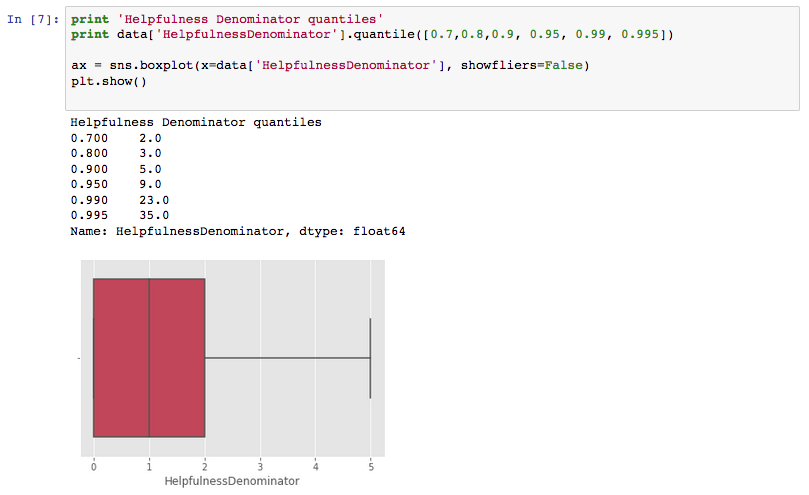 In [7]: print 'Helpfulness Denominator quantiles'
print data['HelpfulnessDenominator'].quantile([0.7,0.8,0.9, 0.95, 0.99, 0.995])
ax = sns.boxplot(x=data['HelpfulnessDenominator'], showfliers=False)
plt.show()
Helpfulness Denominator quantiles
0.700    2.0
0.800    3.0
0.900    5.0
0.950    9.0
0.990    23.0
0.995    35.0
Name: HelpfulnessDenominator, dtype: float64
0 1 2 3 4 5
HelpfulnessDenominator